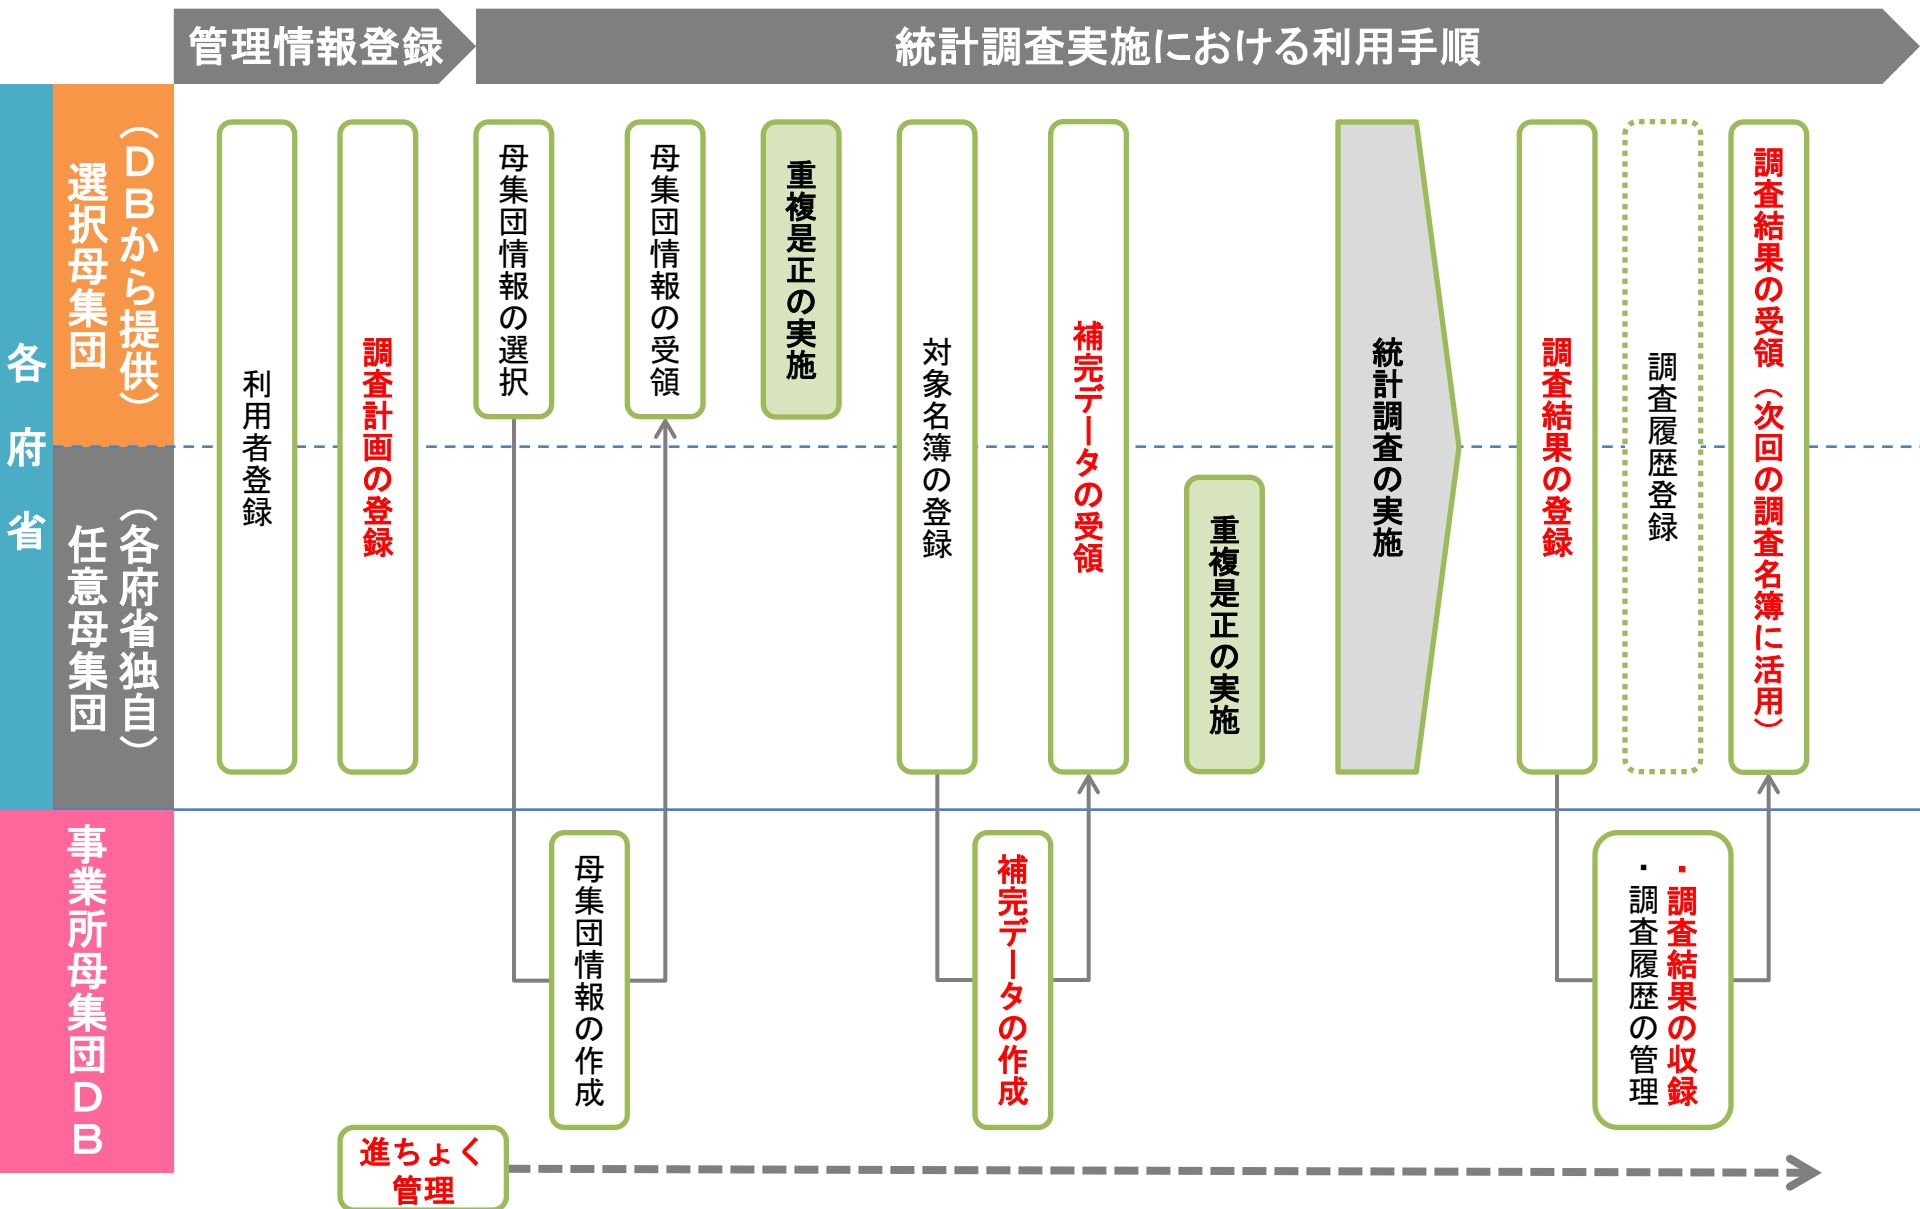 管理情報登録
統計調査実施における利用手順
各府省
選択母集団
（ＤＢから提供）
任意母集団
（各府省独自）
事業所母集団ＤＢ
利用者登録
調査計画の登録
母集団情報の選択
母集団情報の受領
重複是正の実施
対象名簿の登録
補完データの受領
重複是正の実施
統計調査の実施
調査結果の登録
調査履歴登録
調査結果の受領（次回の調査名簿に活用）
母集団情報の作成
補完データの作成
・調査結果の収録
・調査履歴の管理
進ちょく
管理